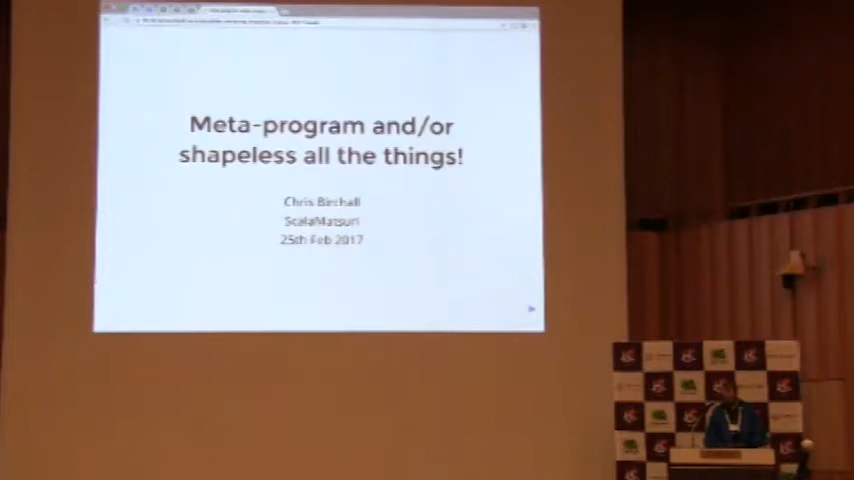 Meta-program and/or
shapeless all the things!
Chris Birchall
ScalaMatsuri
25th Feb 2017